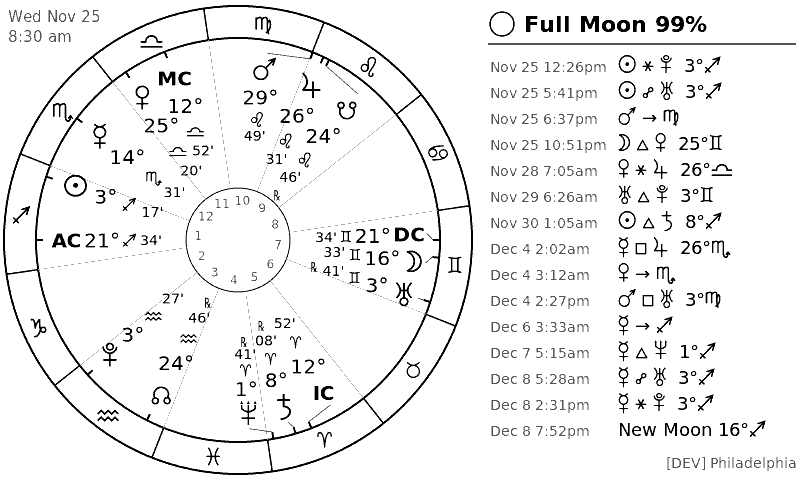 Wed Nov 25
8:30 am
Full Moon 99%
Nov 25 12:26pm ☉ ⚹ ♇ 3°♐
Nov 25 5:41pm ☉ ☍ ♅ 3°♐
Nov 25 6:37pm ♂ → ♍
Nov 25 10:51pm ☽ △ ♀ 25°♊
Nov 28 7:05am ♀ ⚹ ♃ 26°♎
Nov 29 6:26am ♅ △ ♇ 3°♊
Nov 30 1:05am ☉ △ ♄ 8°♐
Dec 4 2:02am ☿ □ ♃ 26°♏
Dec 4 3:12am ♀ → ♏
Dec 4 2:27pm ♂ □ ♅ 3°♍
Dec 6 3:33am ☿ → ♐
Dec 7 5:15am ☿ △ ♆ 1°♐
Dec 8 5:28am ☿ ☍ ♅ 3°♐
Dec 8 2:31pm ☿ ⚹ ♇ 3°♐
Dec 8 7:52pm New Moon 16°♐
[DEV] Philadelphia
♍
♌
♋
♊
♉
♈
♓
♒
♑
♐
♏
♎
MC 12° ♎ 52'
♀ 25° ♎ 20'
☿ 14° ♏ 31'
☉ 3° ♐ 17'
AC 21° ♐ 34'
♇ 3° ♒ 27'
☊ 24° ♒ 46' ℞
♆ 1° ♈ 41' ℞
♄ 8° ♈ 08' ℞
IC 12° ♈ 52'
♅ 3° ♊ 41' ℞
☽ 16° ♊ 33'
DC 21° ♊ 34'
☋ 24° ♌ 46' ℞
♃ 26° ♌ 31'
♂ 29° ♌ 49'
1
2
3
4
5
6
7
8
9
10
11
12